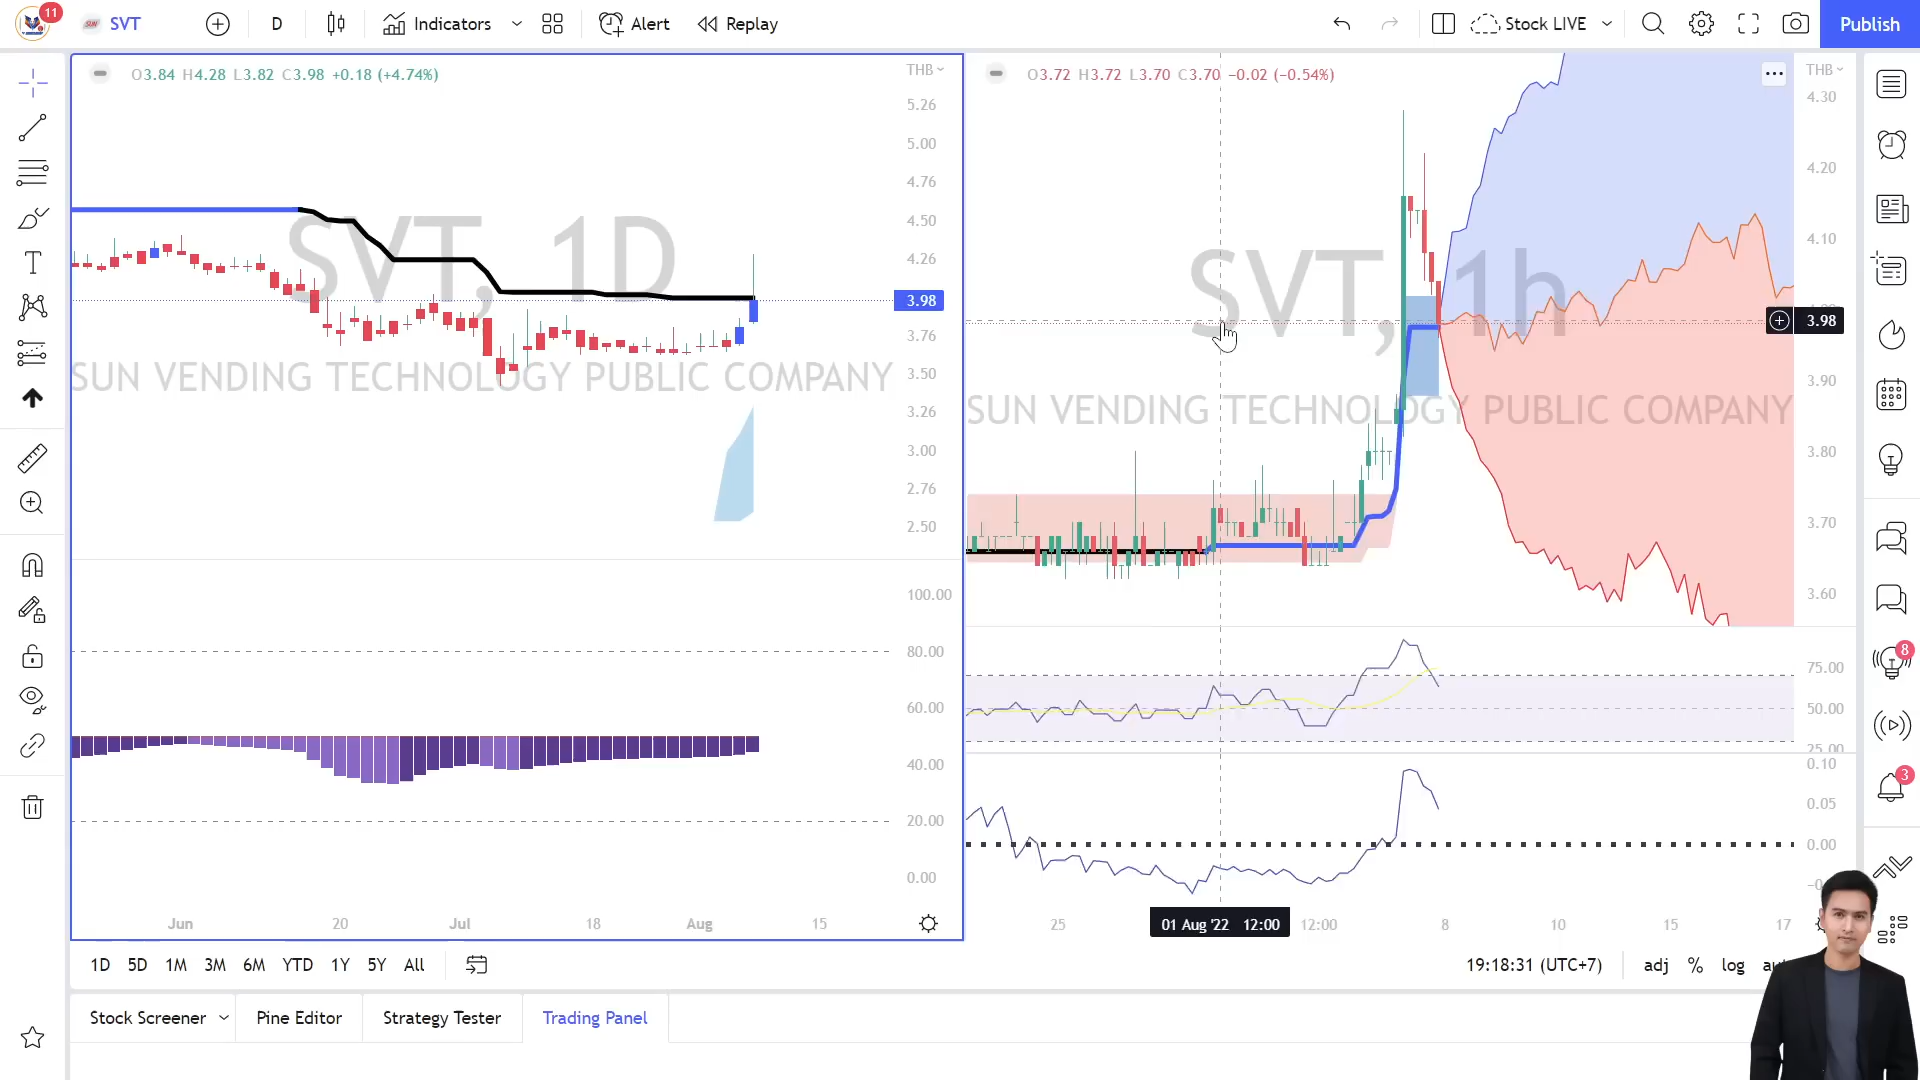 11
SUN SVT D Indicators Alert Replay Stock LIVE Publish
O3.84 H4.28 L3.82 C3.98 +0.18 (+4.74%)
THB
5.26
5.00
4.76
4.50
4.26
3.98
3.76
3.50
3.26
3.00
2.76
2.50
SVT, 1D
SUN VENDING TECHNOLOGY PUBLIC COMPANY
100.00
80.00
60.00
40.00
20.00
0.00
Jun 20 Jul 18 Aug 15
O3.72 H3.72 L3.70 C3.70 −0.02 (−0.54%)
THB
4.30
4.20
4.10
3.98
3.90
3.80
3.70
3.60
SVT, 1h
SUN VENDING TECHNOLOGY PUBLIC COMPANY
75.00
50.00
25.00
0.10
0.05
0.00
25 01 Aug '22 12:00 12:00 8 10 15 17
8
3
1D 5D 1M 3M 6M YTD 1Y 5Y All
19:18:31 (UTC+7) adj % log
Stock Screener Pine Editor Strategy Tester Trading Panel